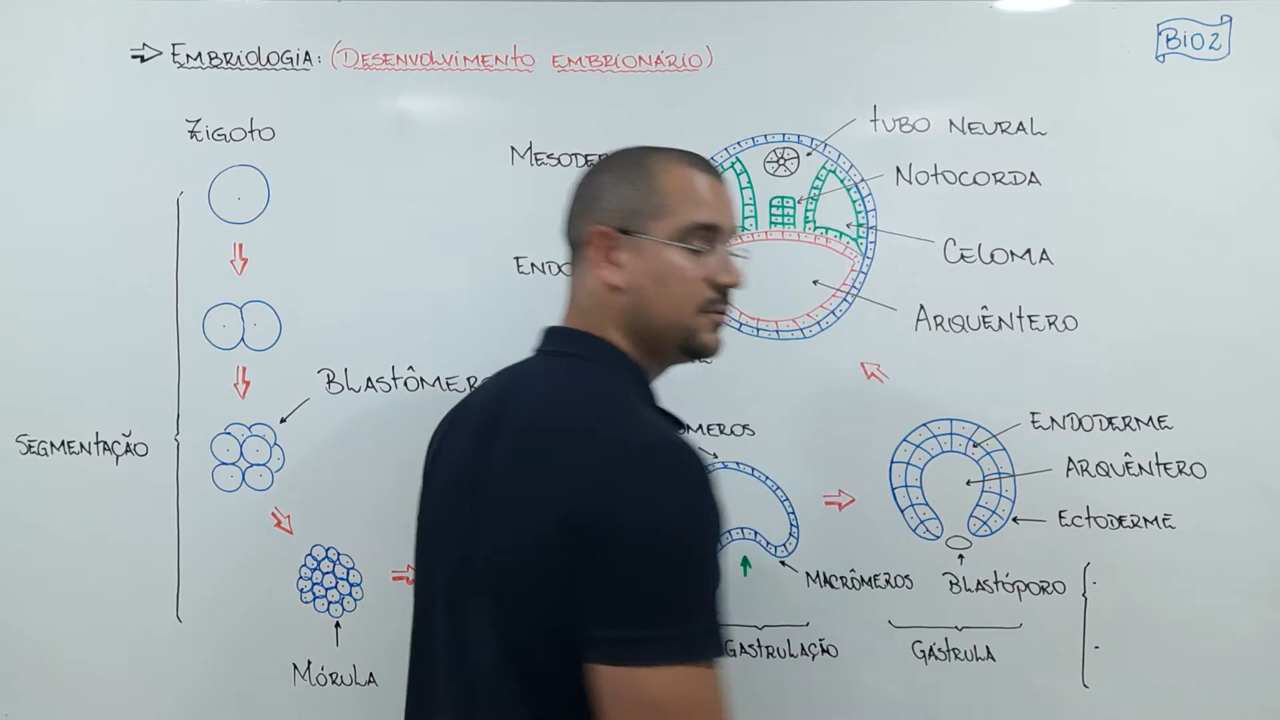 ⇒ EMBRIOLOGIA: (DESENVOLVIMENTO EMBRIONÁRIO)
BIO2
ZIGOTO
TUBO NEURAL
NOTOCORDA
CELOMA
ARQUÊNTERO
SEGMENTAÇÃO
MÓRULA
ENDODERME
ARQUÊNTERO
ECTODERME
MACRÔMEROS
BLASTÓPORO
GASTRULAÇÃO
GÁSTRULA